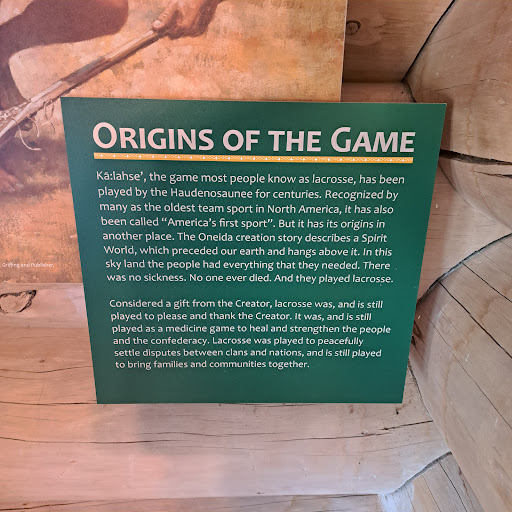 ORIGINS OF THE GAME
Ka:lahse', the game most people know as lacrosse, has been
played by the Haudenosaunee for centuries. Recognized by
many as the oldest team sport in North America, it has also
been called "America's first sport". But it has its origins in
another place. The Oneida creation story describes a Spirit
World, which preceded our earth and hangs above it. In this
sky land the people had everything that they needed. There
was no sickness. No one ever died. And they played lacrosse.
Considered a gift from the Creator, lacrosse was, and is still
played to please and thank the Creator. It was, and is still
played as a medicine game to heal and strengthen the people
and the confederacy. Lacrosse was played to peacefully
settle disputes between clans and nations, and is still played
to bring families and communities together.
and Publisher.